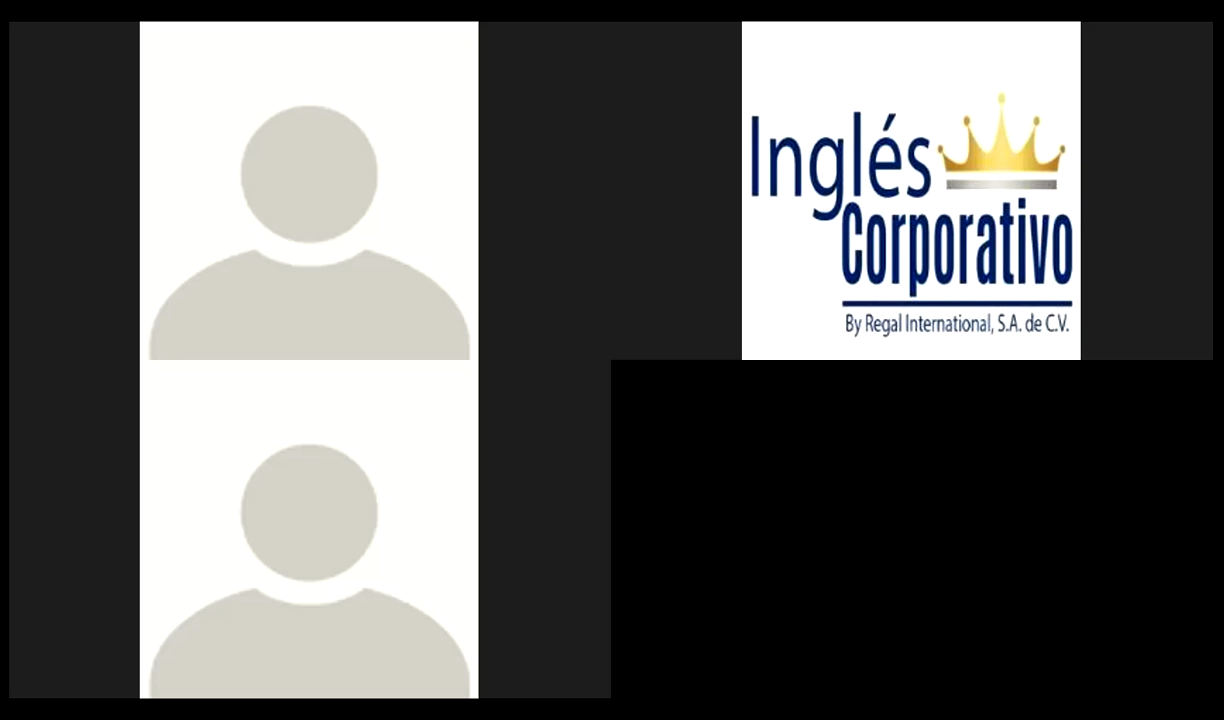 Inglés
Corporativo
By Regal International, S.A. de C.V.